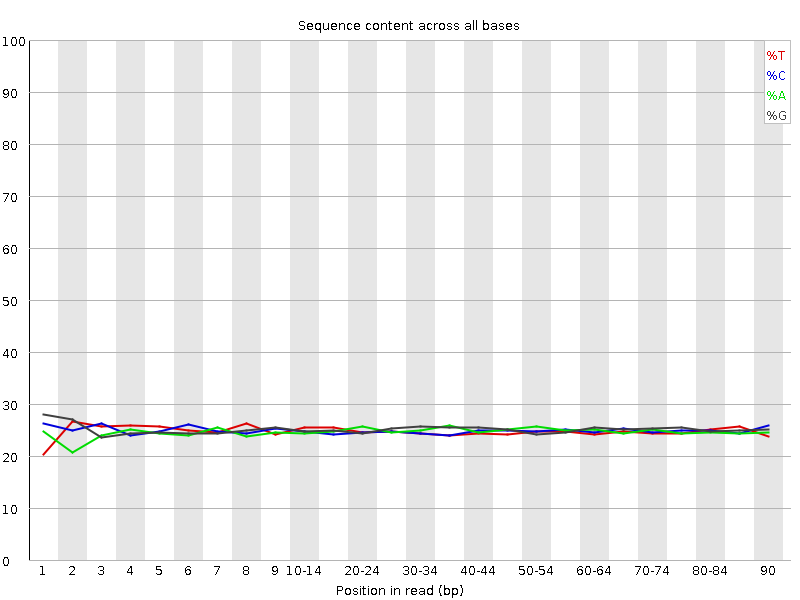 Sequence content across all bases
100
90
80
70
60
50
40
30
20
10
0
%T
%C
%A
%G
1 2 3 4 5 6 7 8 9 10-14 20-24 30-34 40-44 50-54 60-64 70-74 80-84 90
Position in read (bp)